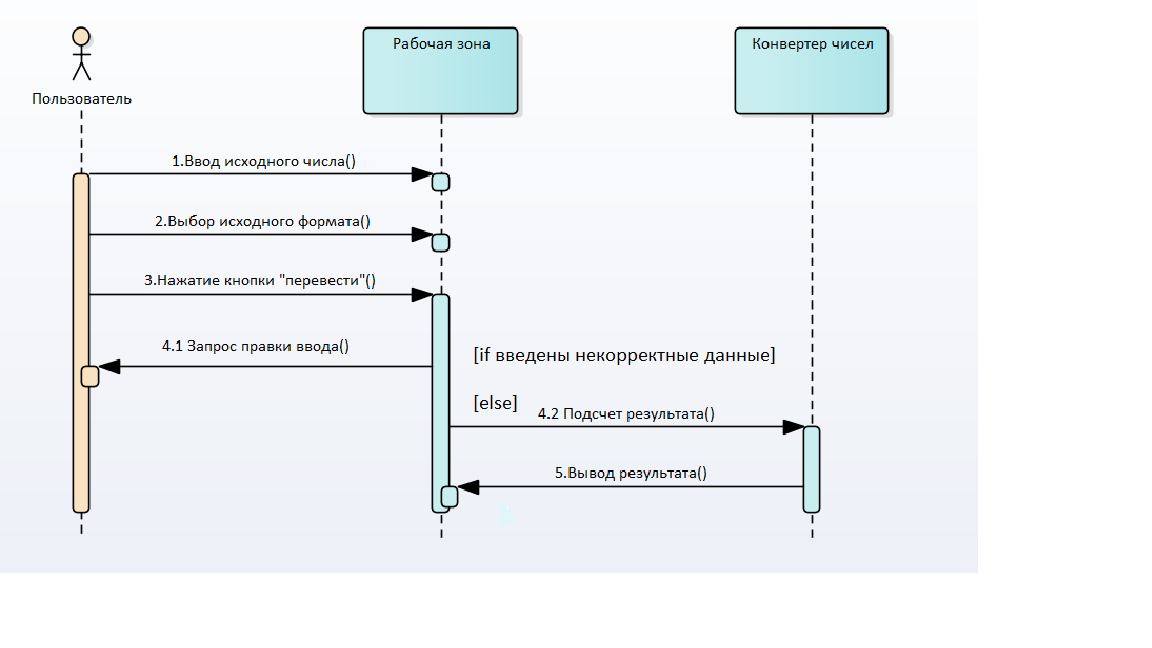 Пользователь
Рабочая зона
Конвертер чисел
1.Ввод исходного числа()
2.Выбор исходного формата()
3.Нажатие кнопки "перевести"()
4.1 Запрос правки ввода()
[if введены некорректные данные]
[else]
4.2 Подсчет результата()
5.Вывод результата()